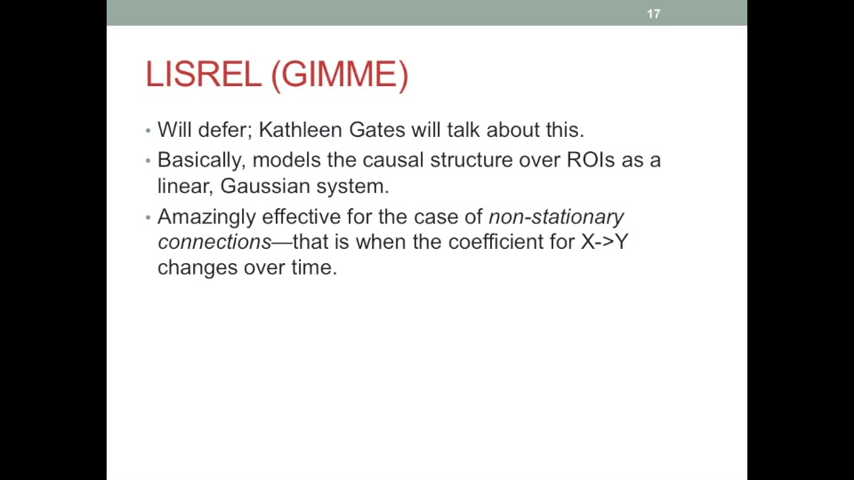 17
LISREL (GIMME)
• Will defer; Kathleen Gates will talk about this.
• Basically, models the causal structure over ROIs as a
linear, Gaussian system.
• Amazingly effective for the case of non-stationary
connections—that is when the coefficient for X->Y
changes over time.